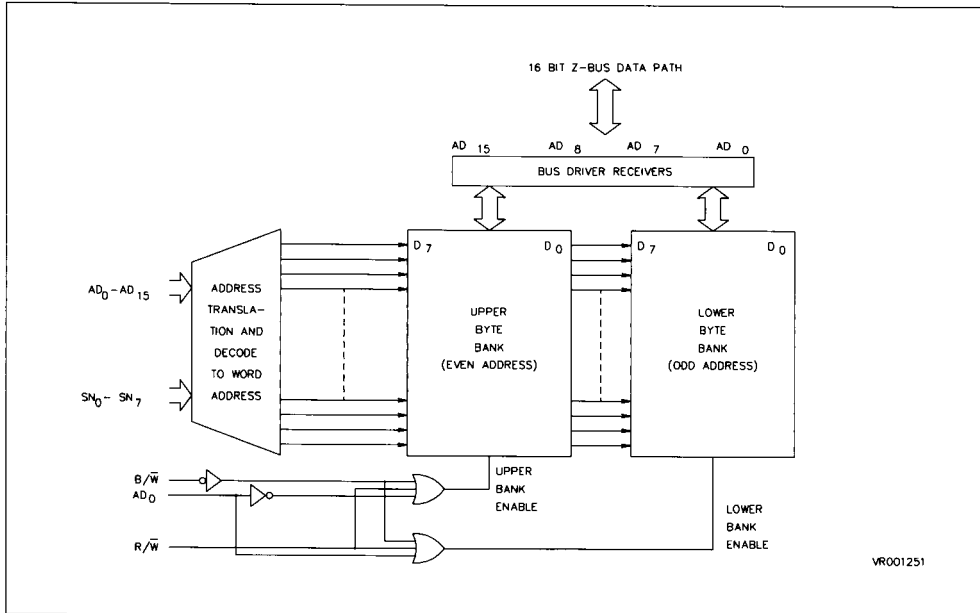 16 BIT Z-BUS DATA PATH
AD 15 AD 8 AD 7 AD 0
BUS DRIVER RECEIVERS
D 7 D 0 D 7 D 0
AD0-AD15
ADDRESS
TRANSLA-
TION AND
DECODE
TO WORD
ADDRESS
SN0- SN7
UPPER
BYTE
BANK
(EVEN ADDRESS)
LOWER
BYTE
BANK
(ODD ADDRESS)
B/W̅
AD0
R/W̅
UPPER
BANK
ENABLE
LOWER
BANK
ENABLE
VR001251